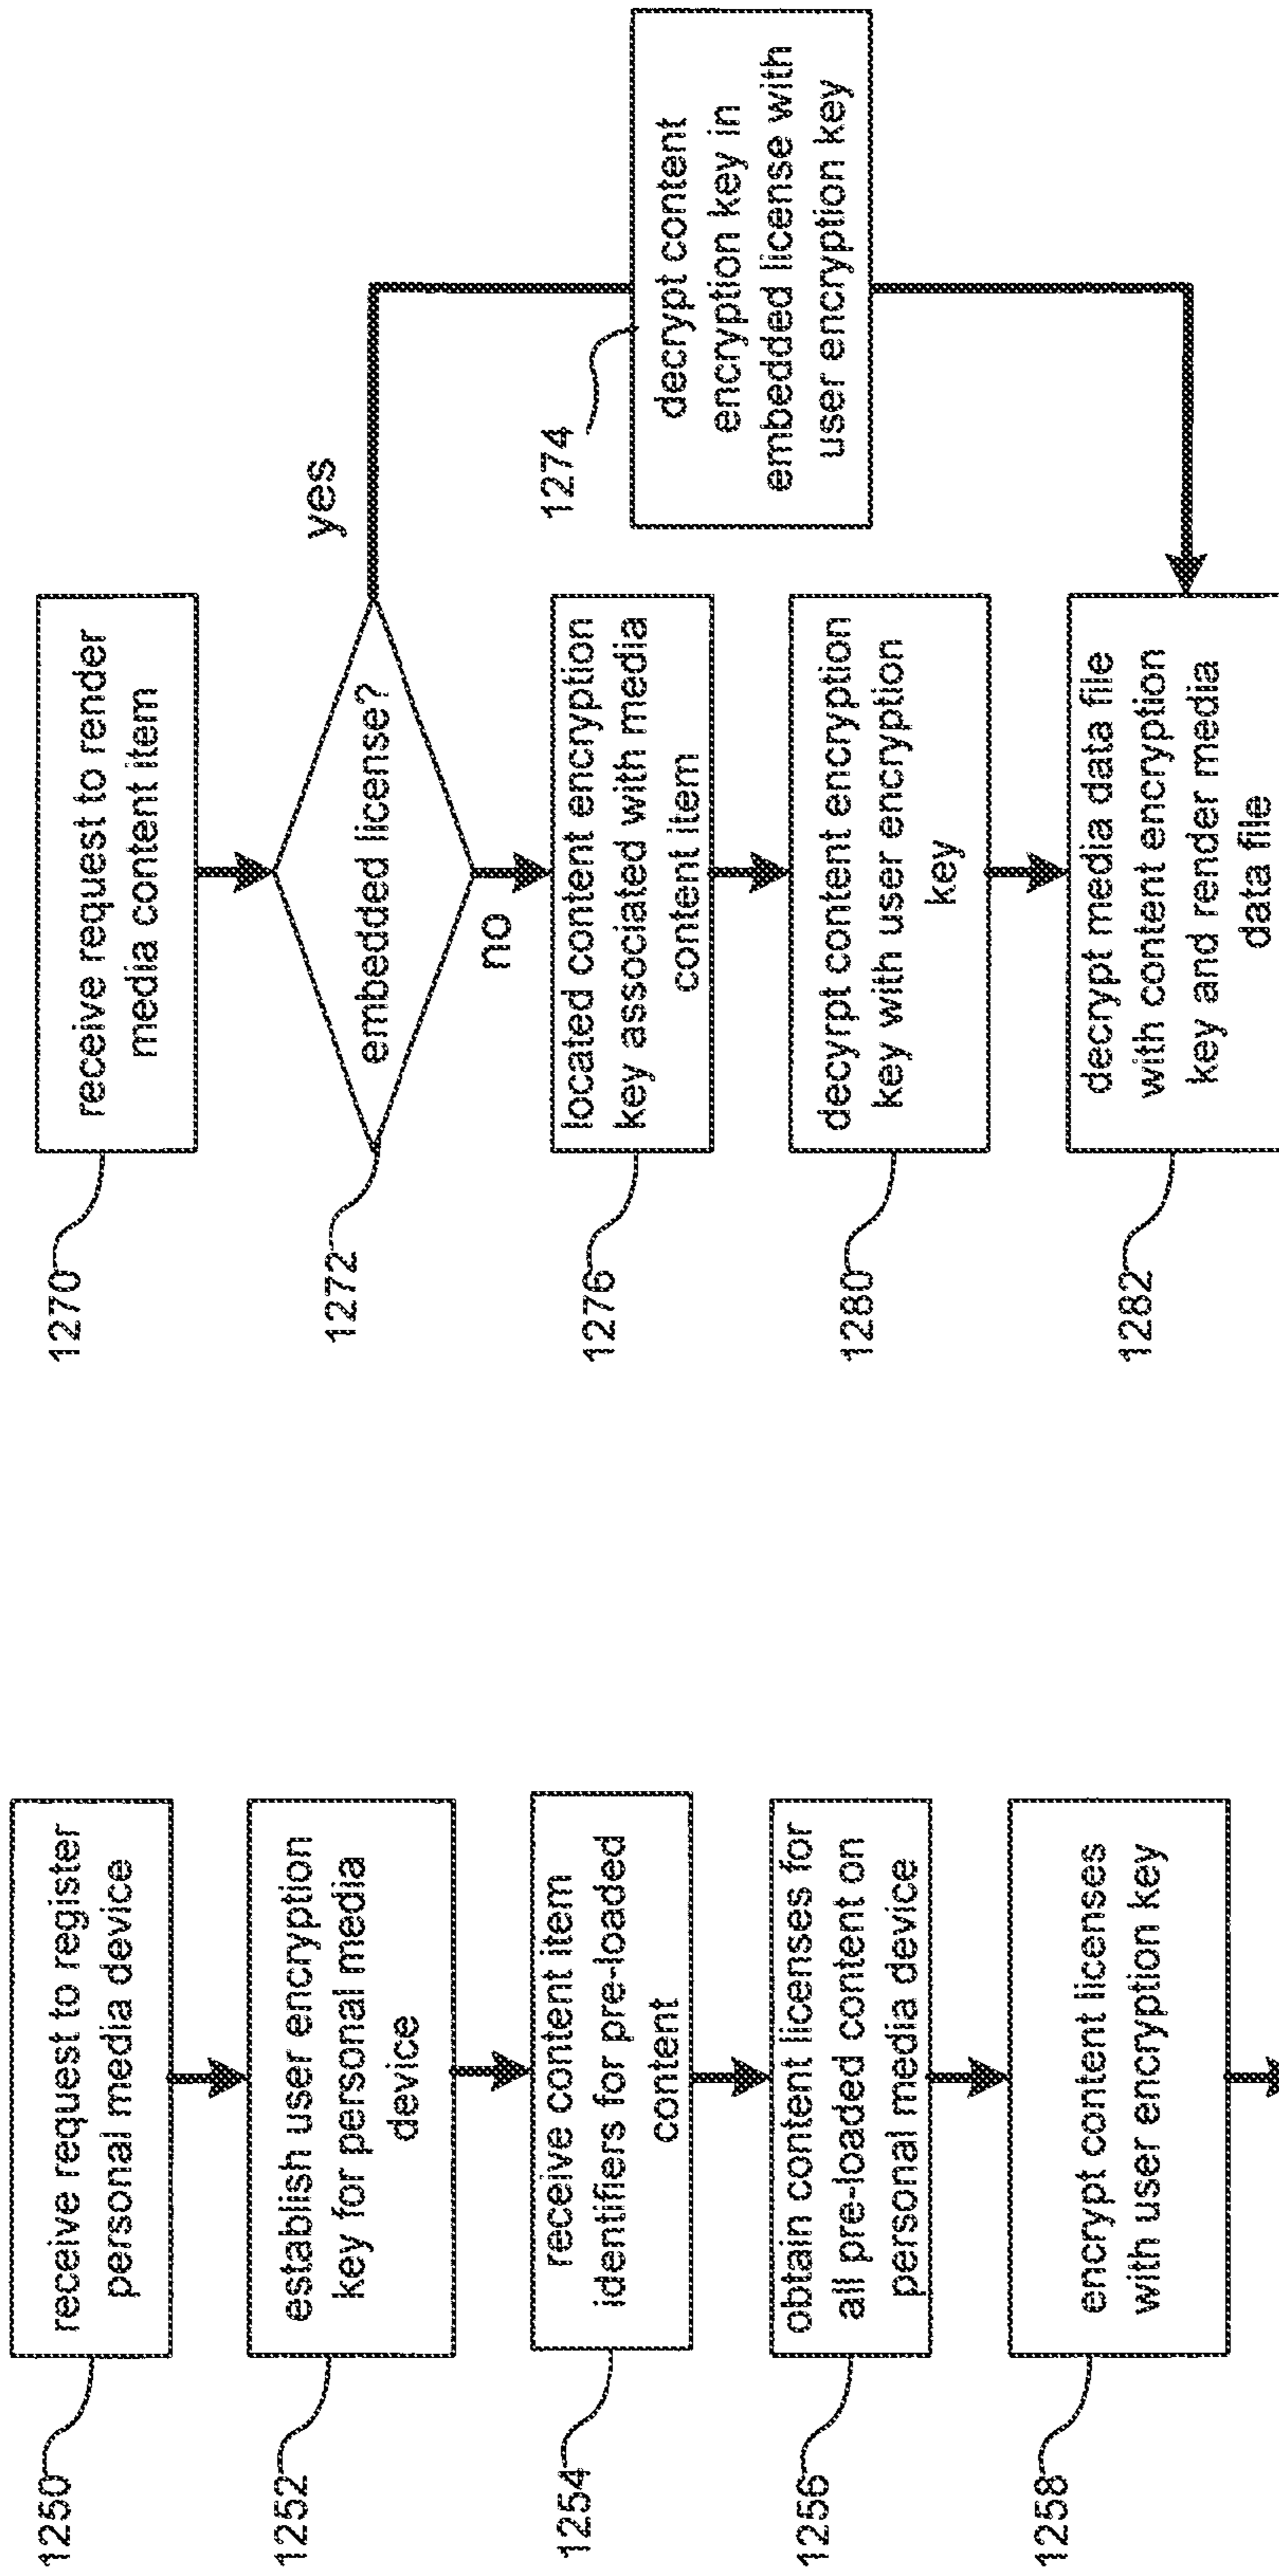 1250
receive request to register
personal media device
1252
establish user encryption
key for personal media
device
1254
receive content item
identifiers for pre-loaded
content
1256
obtain content licenses for
all pre-loaded content on
personal media device
1258
encrypt content licenses
with user encryption key
1270
receive request to render
media content item
1272
embedded license?
yes
no
1274
decrypt content
encryption key in
embedded license with
user encryption key
1276
located content encryption
key associated with media
content item
1280
decyrpt content encryption
key with user encryption
key
1282
decrypt media data file
with content encryption
key and render media
data file